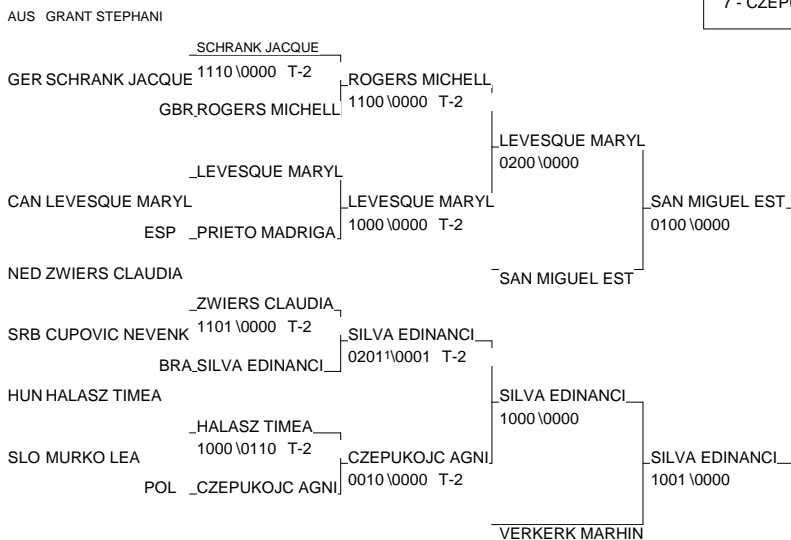 7 - CZEP
AUS GRANT STEPHANI
SCHRANK JACQUE
GER SCHRANK JACQUE 1110\0000 T-2 ROGERS MICHELL
GBR ROGERS MICHELL 1100\0000 T-2
LEVESQUE MARYL
0200\0000
LEVESQUE MARYL
CAN LEVESQUE MARYL LEVESQUE MARYL SAN MIGUEL EST
ESP PRIETO MADRIGA 1000\0000 T-2 0100\0000
NED ZWIERS CLAUDIA SAN MIGUEL EST
ZWIERS CLAUDIA
SRB CUPOVIC NEVENK 1101\0000 T-2 SILVA EDINANCI
BRA SILVA EDINANCI 0201¹\0001 T-2
HUN HALASZ TIMEA SILVA EDINANCI
1000\0000
HALASZ TIMEA
SLO MURKO LEA 1000\0110 T-2 CZEPUKOJC AGNI SILVA EDINANCI
POL CZEPUKOJC AGNI 0010\0000 T-2 1001\0000
VERKERK MARHIN